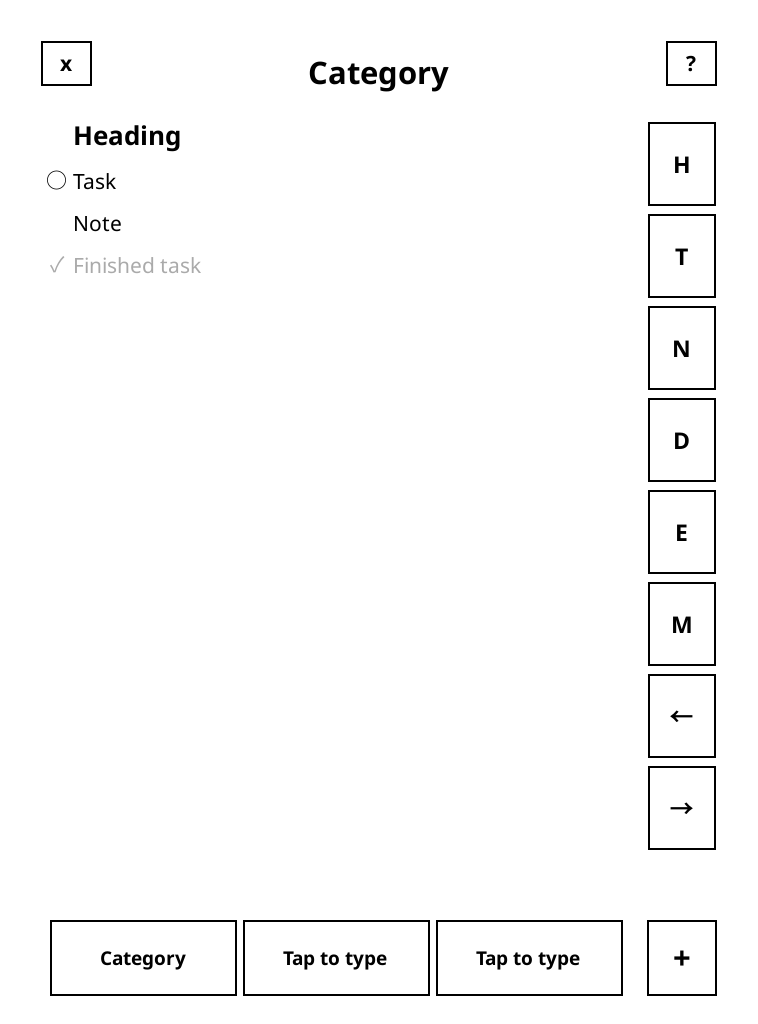 x
Category
?
Heading
Task
Note
✓ Finished task
H
T
N
D
E
M
←
→
Category
Tap to type
Tap to type
+